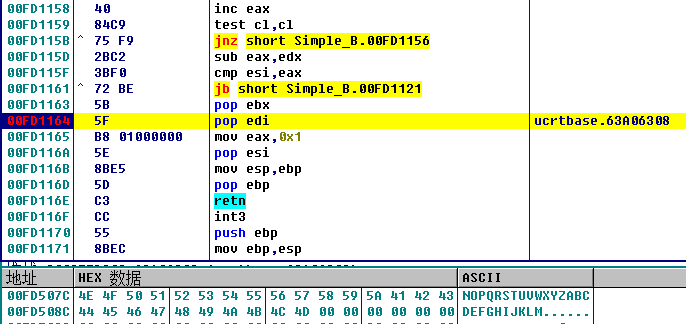 00FD1158 40 inc eax
00FD1159 84C9 test cl,cl
00FD115B ^ 75 F9 jnz short Simple_B.00FD1156
00FD115D 2BC2 sub eax,edx
00FD115F 3BF0 cmp esi,eax
00FD1161 ^ 72 BE jb short Simple_B.00FD1121
00FD1163 5B pop ebx
00FD1164 5F pop edi ucrtbase.63A06308
00FD1165 B8 01000000 mov eax,0x1
00FD116A 5E pop esi
00FD116B 8BE5 mov esp,ebp
00FD116D 5D pop ebp
00FD116E C3 retn
00FD116F CC int3
00FD1170 55 push ebp
00FD1171 8BEC mov ebp,esp
地址 HEX 数据 ASCII
00FD507C 4E 4F 50 51 52 53 54 55 56 57 58 59 5A 41 42 43 NOPQRSTUVWXYZABC
00FD508C 44 45 46 47 48 49 4A 4B 4C 4D 00 00 00 00 00 00 DEFGHIJKLM......